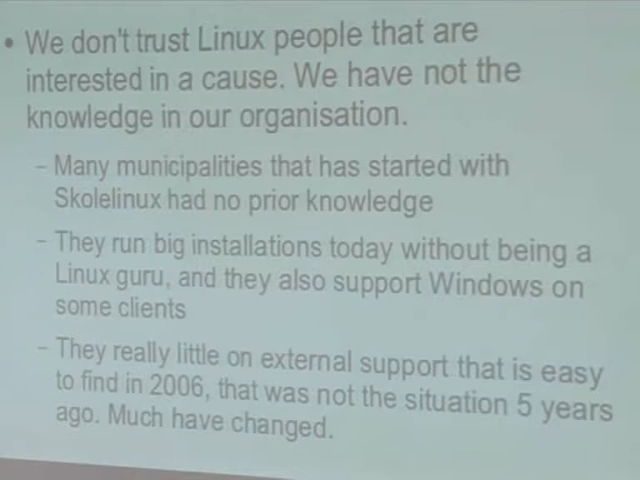 • We don't trust Linux people that are
interested in a cause. We have not the
knowledge in our organisation.
– Many municipalities that has started with
Skolelinux had no prior knowledge
– They run big installations today without being a
Linux guru, and they also support Windows on
some clients
– They really little on external support that is easy
to find in 2006, that was not the situation 5 years
ago. Much have changed.